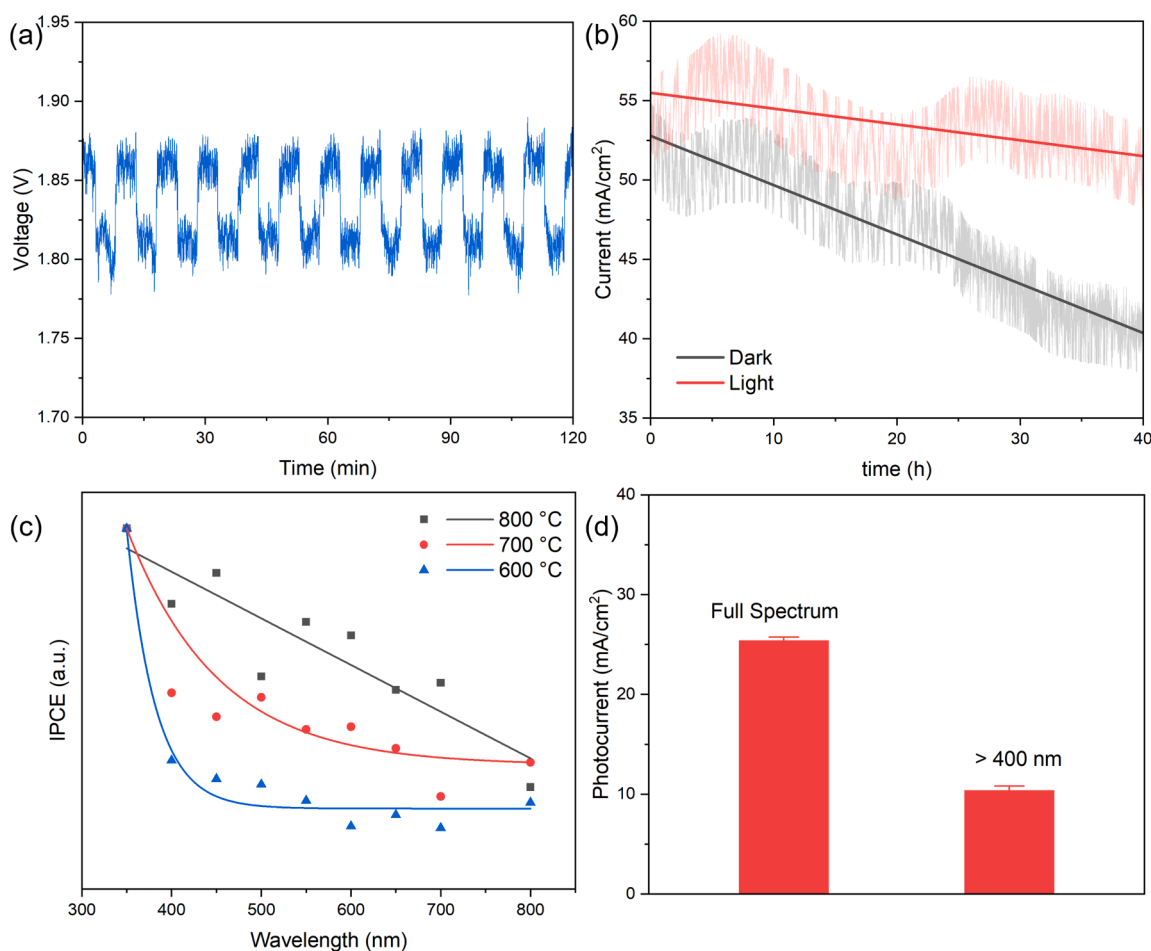 (a)
1.95
1.90
1.85
1.80
1.75
1.70
Voltage (V)
0 30 60 90 120
Time (min)
(b)
60
55
50
45
40
35
Current (mA/cm²)
Dark
Light
0 10 20 30 40
time (h)
(c)
800 °C
700 °C
600 °C
IPCE (a.u.)
300 400 500 600 700 800
Wavelength (nm)
(d)
40
30
20
10
0
Photocurrent (mA/cm²)
Full Spectrum
> 400 nm